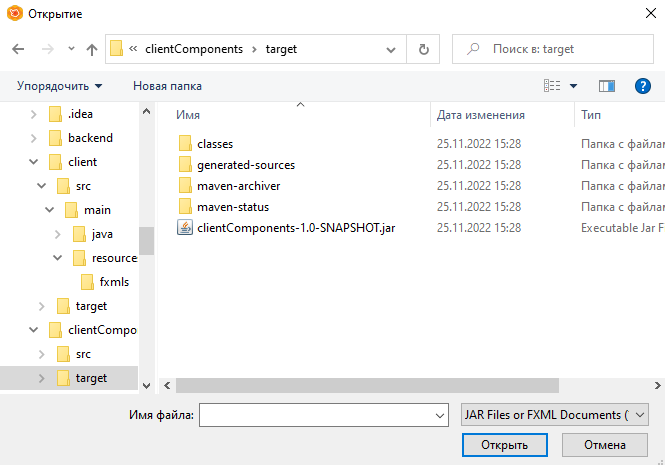 Открытие
« clientComponents > target
Поиск в: target
Упорядочить Новая папка
Имя Дата изменения Тип
.idea
backend
client
src
main
java
resource
fxmls
target
clientCompo
src
target
classes 25.11.2022 15:28 Папка с файлам
generated-sources 25.11.2022 15:28 Папка с файлам
maven-archiver 25.11.2022 15:28 Папка с файлам
maven-status 25.11.2022 15:28 Папка с файлам
clientComponents-1.0-SNAPSHOT.jar 25.11.2022 15:28 Executable Jar F
Имя файла: JAR Files or FXML Documents (
Открыть Отмена